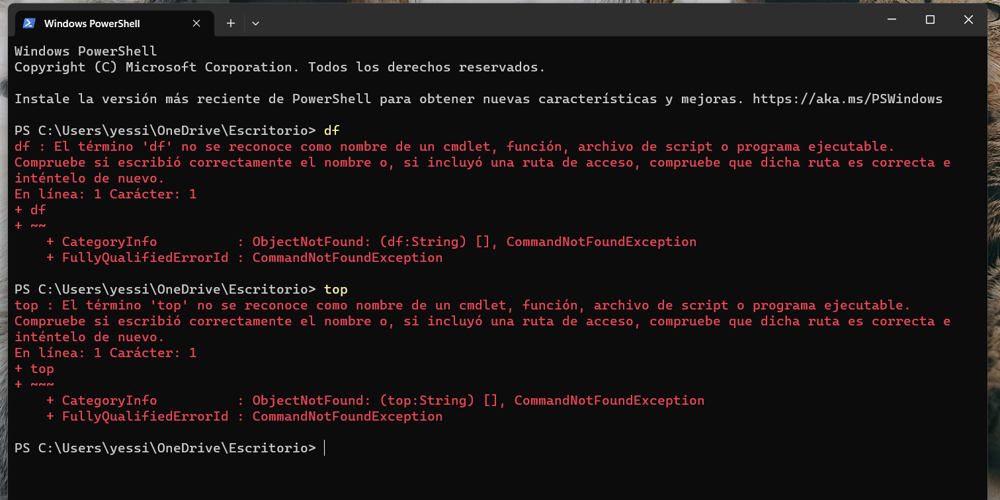 Windows PowerShell
Windows PowerShell
Copyright (C) Microsoft Corporation. Todos los derechos reservados.
Instale la versión más reciente de PowerShell para obtener nuevas características y mejoras. https://aka.ms/PSWindows
PS C:\Users\yessi\OneDrive\Escritorio> df
df : El término 'df' no se reconoce como nombre de un cmdlet, función, archivo de script o programa ejecutable.
Compruebe si escribió correctamente el nombre o, si incluyó una ruta de acceso, compruebe que dicha ruta es correcta e
inténtelo de nuevo.
En línea: 1 Carácter: 1
+ df
+ ~~
    + CategoryInfo          : ObjectNotFound: (df:String) [], CommandNotFoundException
    + FullyQualifiedErrorId : CommandNotFoundException
PS C:\Users\yessi\OneDrive\Escritorio> top
top : El término 'top' no se reconoce como nombre de un cmdlet, función, archivo de script o programa ejecutable.
Compruebe si escribió correctamente el nombre o, si incluyó una ruta de acceso, compruebe que dicha ruta es correcta e
inténtelo de nuevo.
En línea: 1 Carácter: 1
+ top
+ ~~~
    + CategoryInfo          : ObjectNotFound: (top:String) [], CommandNotFoundException
    + FullyQualifiedErrorId : CommandNotFoundException
PS C:\Users\yessi\OneDrive\Escritorio>